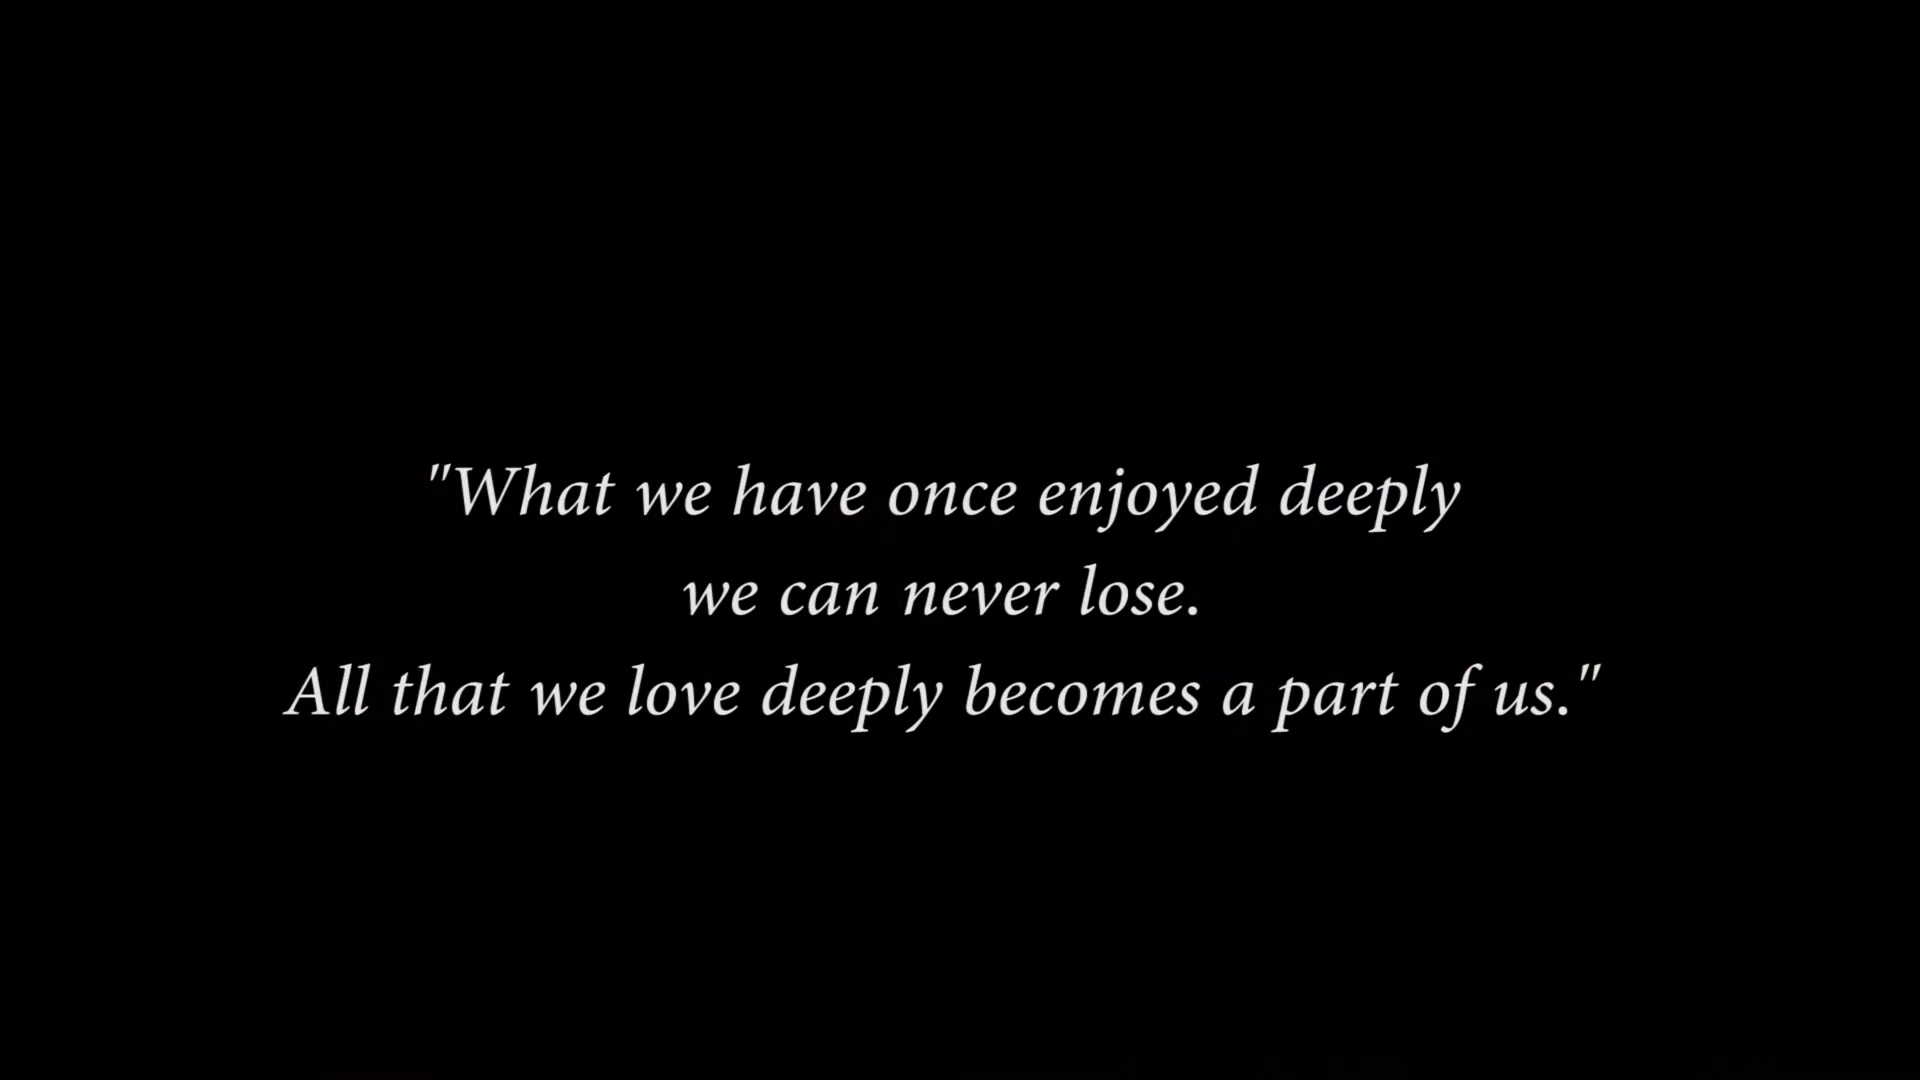 "What we have once enjoyed deeply
we can never lose.
All that we love deeply becomes a part of us."